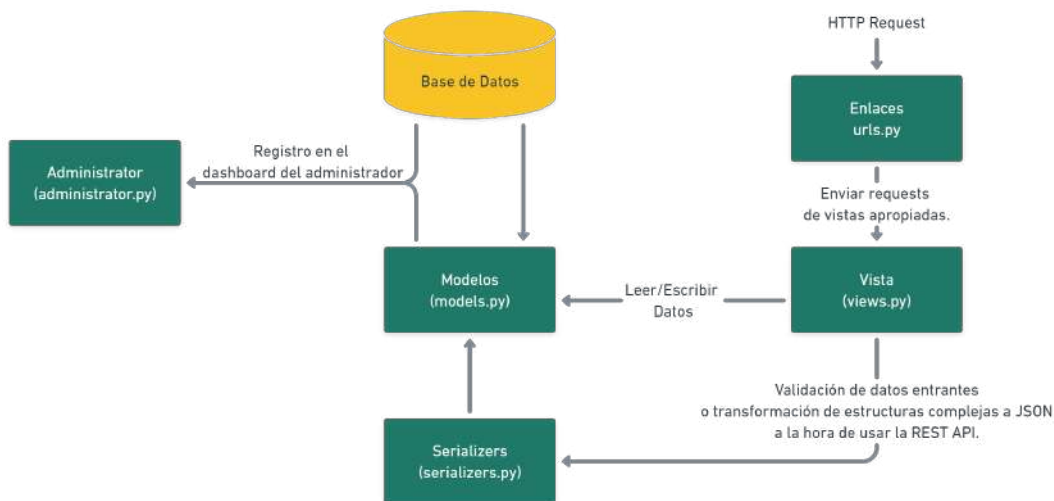 HTTP Request
Base de Datos
Enlaces
urls.py
Registro en el
dashboard del administrador
Administrator
(administrator.py)
Enviar requests
de vistas apropiadas.
Modelos
(models.py)
Leer/Escribir
Datos
Vista
(views.py)
Validación de datos entrantes
o transformación de estructuras complejas a JSON
a la hora de usar la REST API.
Serializers
(serializers.py)